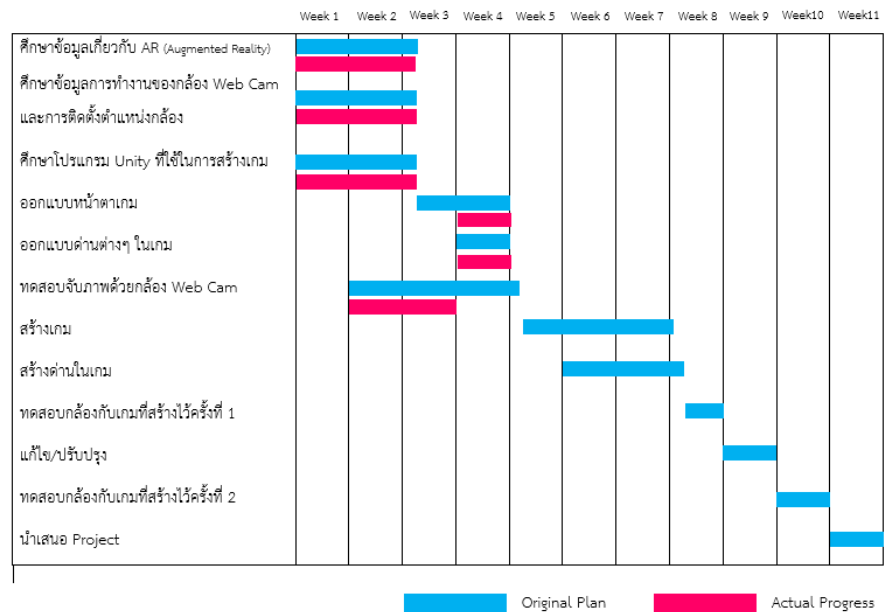 Week 1 Week 2 Week 3 Week 4 Week 5 Week 6 Week 7 Week 8 Week 9 Week10 Week11
ศึกษาข้อมูลเกี่ยวกับ AR (Augmented Reality)
ศึกษาข้อมูลการทำงานของกล้อง Web Cam
และการติดตั้งตำแหน่งกล้อง
ศึกษาโปรแกรม Unity ที่ใช้ในการสร้างเกม
ออกแบบหน้าตาเกม
ออกแบบด่านต่างๆ ในเกม
ทดสอบจับภาพด้วยกล้อง Web Cam
สร้างเกม
สร้างด่านในเกม
ทดสอบกล้องกับเกมที่สร้างไว้ครั้งที่ 1
แก้ไข/ปรับปรุง
ทดสอบกล้องกับเกมที่สร้างไว้ครั้งที่ 2
นำเสนอ Project
Original Plan Actual Progress